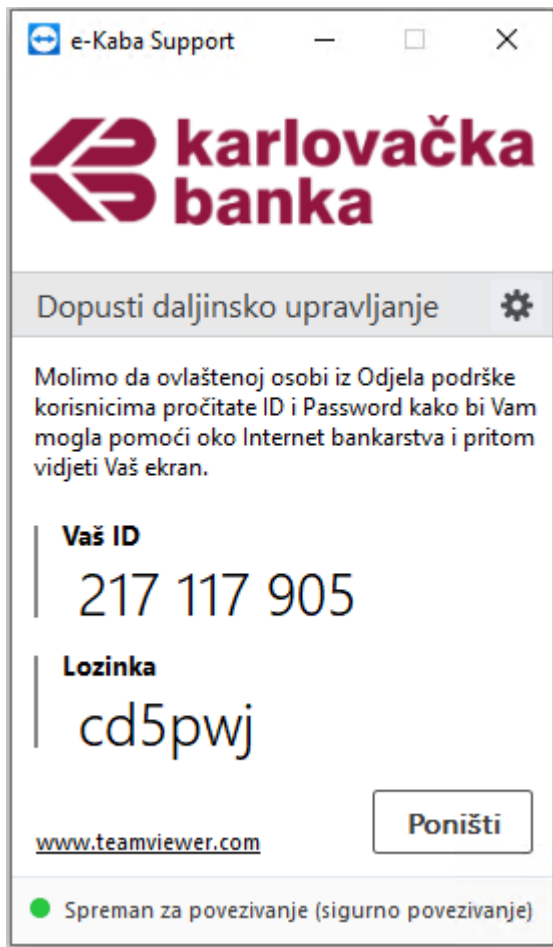 e-Kaba Support
karlovačka
banka
Dopusti daljinsko upravljanje
Molimo da ovlaštenoj osobi iz Odjela podrške
korisnicima pročitate ID i Password kako bi Vam
mogla pomoći oko Internet bankarstva i pritom
vidjeti Vaš ekran.
Vaš ID
217 117 905
Lozinka
cd5pwj
www.teamviewer.com
Poništi
Spreman za povezivanje (sigurno povezivanje)